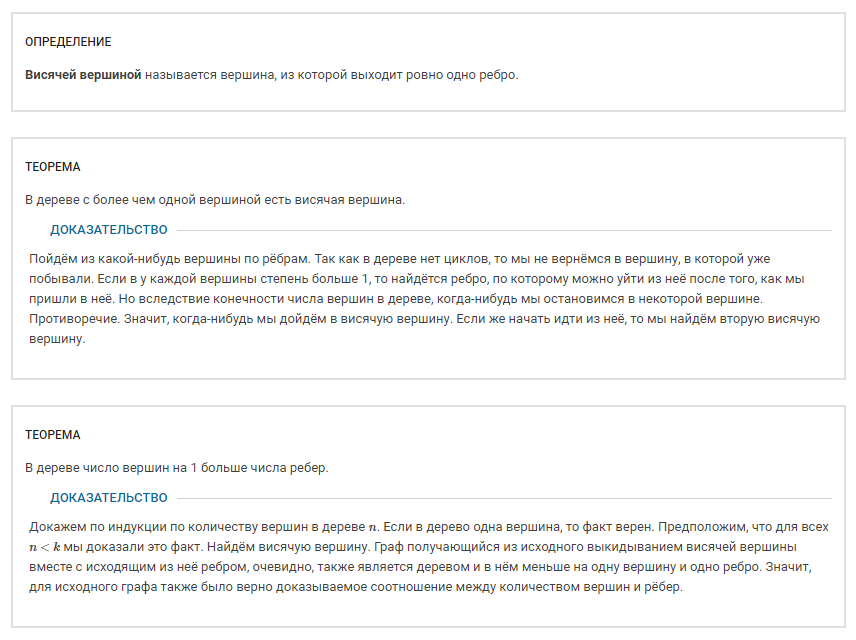 ОПРЕДЕЛЕНИЕ
Висячей вершиной называется вершина, из которой выходит ровно одно ребро.
ТЕОРЕМА
В дереве с более чем одной вершиной есть висячая вершина.
ДОКАЗАТЕЛЬСТВО
Пойдём из какой-нибудь вершины по рёбрам. Так как в дереве нет циклов, то мы не вернёмся в вершину, в которой уже
побывали. Если в у каждой вершины степень больше 1, то найдётся ребро, по которому можно уйти из неё после того, как мы
пришли в неё. Но вследствие конечности числа вершин в дереве, когда-нибудь мы остановимся в некоторой вершине.
Противоречие. Значит, когда-нибудь мы дойдём в висячую вершину. Если же начать идти из неё, то мы найдём вторую висячую
вершину.
ТЕОРЕМА
В дереве число вершин на 1 больше числа ребер.
ДОКАЗАТЕЛЬСТВО
Докажем по индукции по количеству вершин в дереве n. Если в дерево одна вершина, то факт верен. Предположим, что для всех
n < k мы доказали это факт. Найдём висячую вершину. Граф получающийся из исходного выкидыванием висячей вершины
вместе с исходящим из неё ребром, очевидно, также является деревом и в нём меньше на одну вершину и одно ребро. Значит,
для исходного графа также было верно доказываемое соотношение между количеством вершин и рёбер.